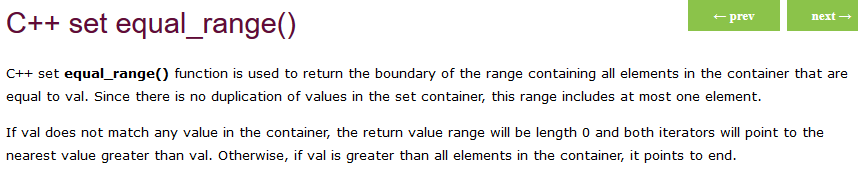 C++ set equal_range()
← prev
next →
C++ set equal_range() function is used to return the boundary of the range containing all elements in the container that are
equal to val. Since there is no duplication of values in the set container, this range includes at most one element.
If val does not match any value in the container, the return value range will be length 0 and both iterators will point to the
nearest value greater than val. Otherwise, if val is greater than all elements in the container, it points to end.